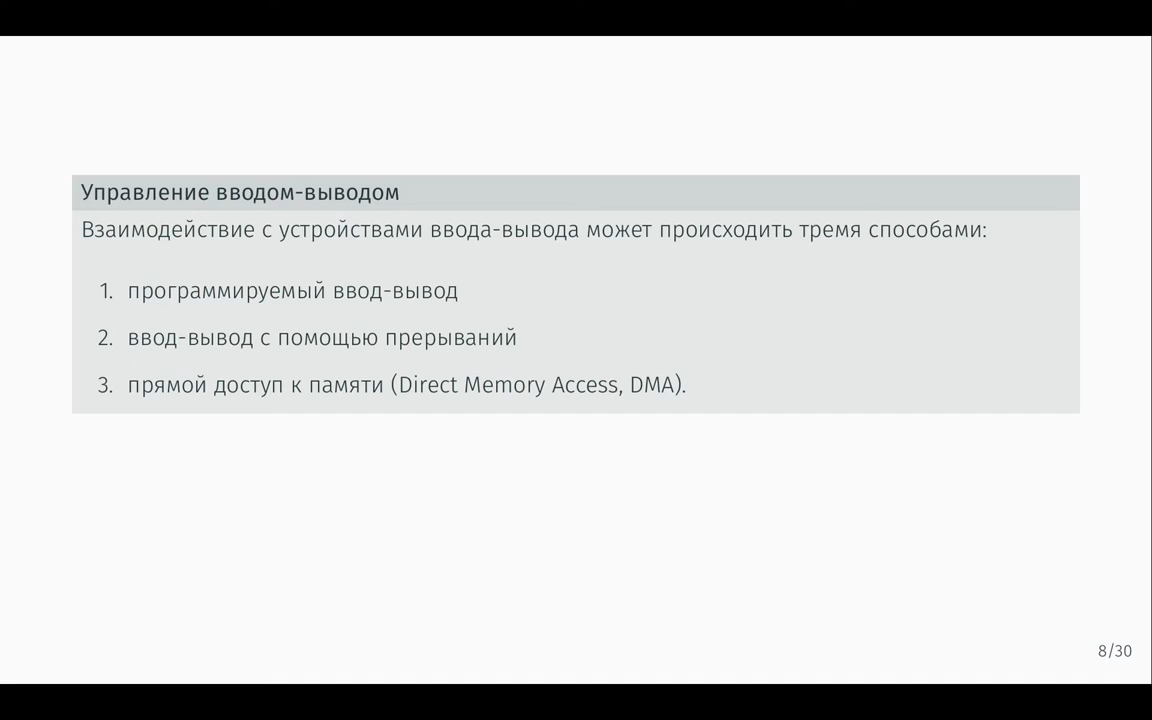 Управление вводом-выводом
Взаимодействие с устройствами ввода-вывода может происходить тремя способами:
1. программируемый ввод-вывод
2. ввод-вывод с помощью прерываний
3. прямой доступ к памяти (Direct Memory Access, DMA).
8/30